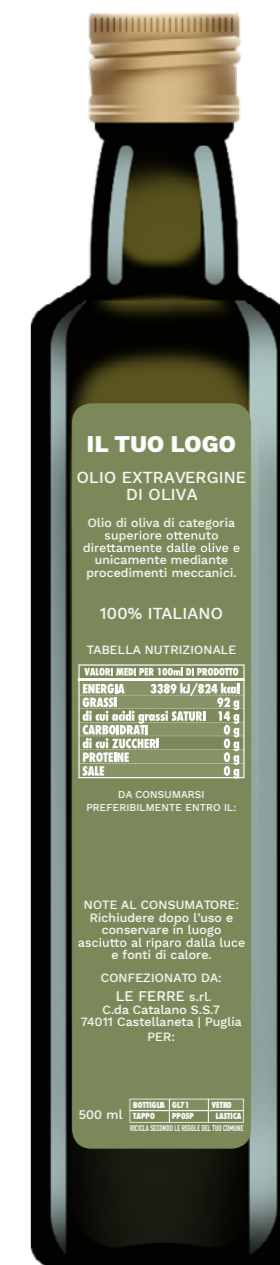 IL TUO LOGO
OLIO EXTRAVERGINE
DI OLIVA
Olio di oliva di categoria
superiore ottenuto
direttamente dalle olive e
unicamente mediante
procedimenti meccanici.
100% ITALIANO
TABELLA NUTRIZIONALE
VALORI MEDI PER 100ml DI PRODOTTO
ENERGIA 3389 kJ/824 kcal
GRASSI 92 g
di cui acidi grassi SATURI 14 g
CARBOIDRATI 0 g
di cui ZUCCHERI 0 g
PROTEINE 0 g
SALE 0 g
DA CONSUMARSI
PREFERIBILMENTE ENTRO IL:
NOTE AL CONSUMATORE:
Richiudere dopo l'uso e
conservare in luogo
asciutto al riparo dalla luce
e fonti di calore.
CONFEZIONATO DA:
LE FERRE s.r.l.
C.da Catalano S.S.7
74011 Castellaneta | Puglia
PER:
500 ml
BOTTIGLIA GL71 VETRO
TAPPO PPO5P LASTICA
RICICLA SECONDO LE REGOLE DEL TUO COMUNE